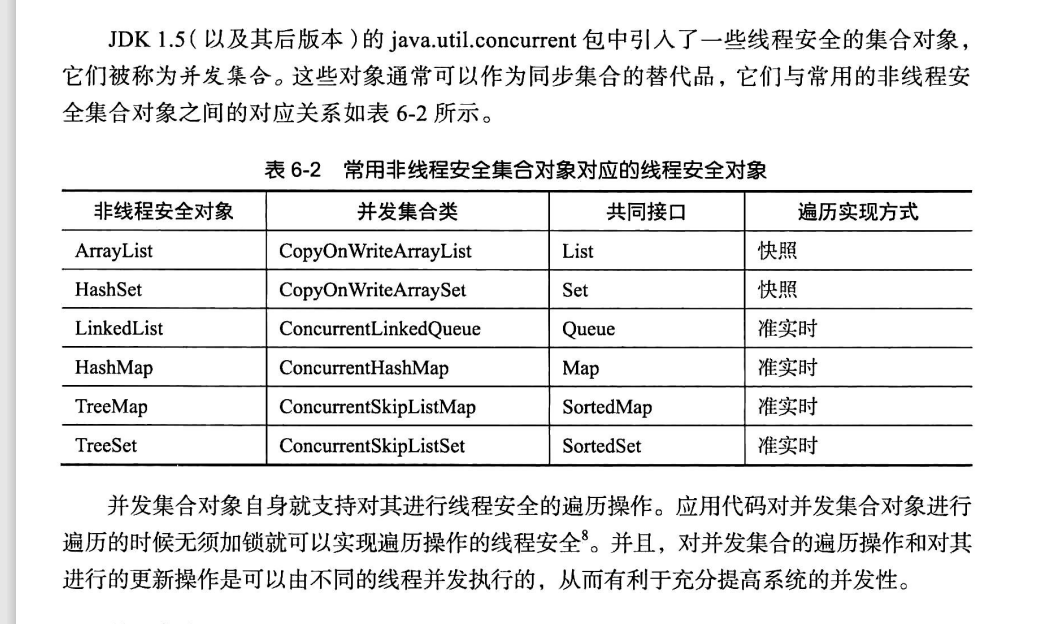 JDK 1.5（以及其后版本）的 java.util.concurrent 包中引入了一些线程安全的集合对象，
它们被称为并发集合。这些对象通常可以作为同步集合的替代品，它们与常用的非线程安
全集合对象之间的对应关系如表 6-2 所示。
表 6-2 常用非线程安全集合对象对应的线程安全对象
非线程安全对象 并发集合类 共同接口 遍历实现方式
ArrayList CopyOnWriteArrayList List 快照
HashSet CopyOnWriteArraySet Set 快照
LinkedList ConcurrentLinkedQueue Queue 准实时
HashMap ConcurrentHashMap Map 准实时
TreeMap ConcurrentSkipListMap SortedMap 准实时
TreeSet ConcurrentSkipListSet SortedSet 准实时
并发集合对象自身就支持对其进行线程安全的遍历操作。应用代码对并发集合对象进行
遍历的时候无须加锁就可以实现遍历操作的线程安全⁸。并且，对并发集合的遍历操作和对其
进行的更新操作是可以由不同的线程并发执行的，从而有利于充分提高系统的并发性。